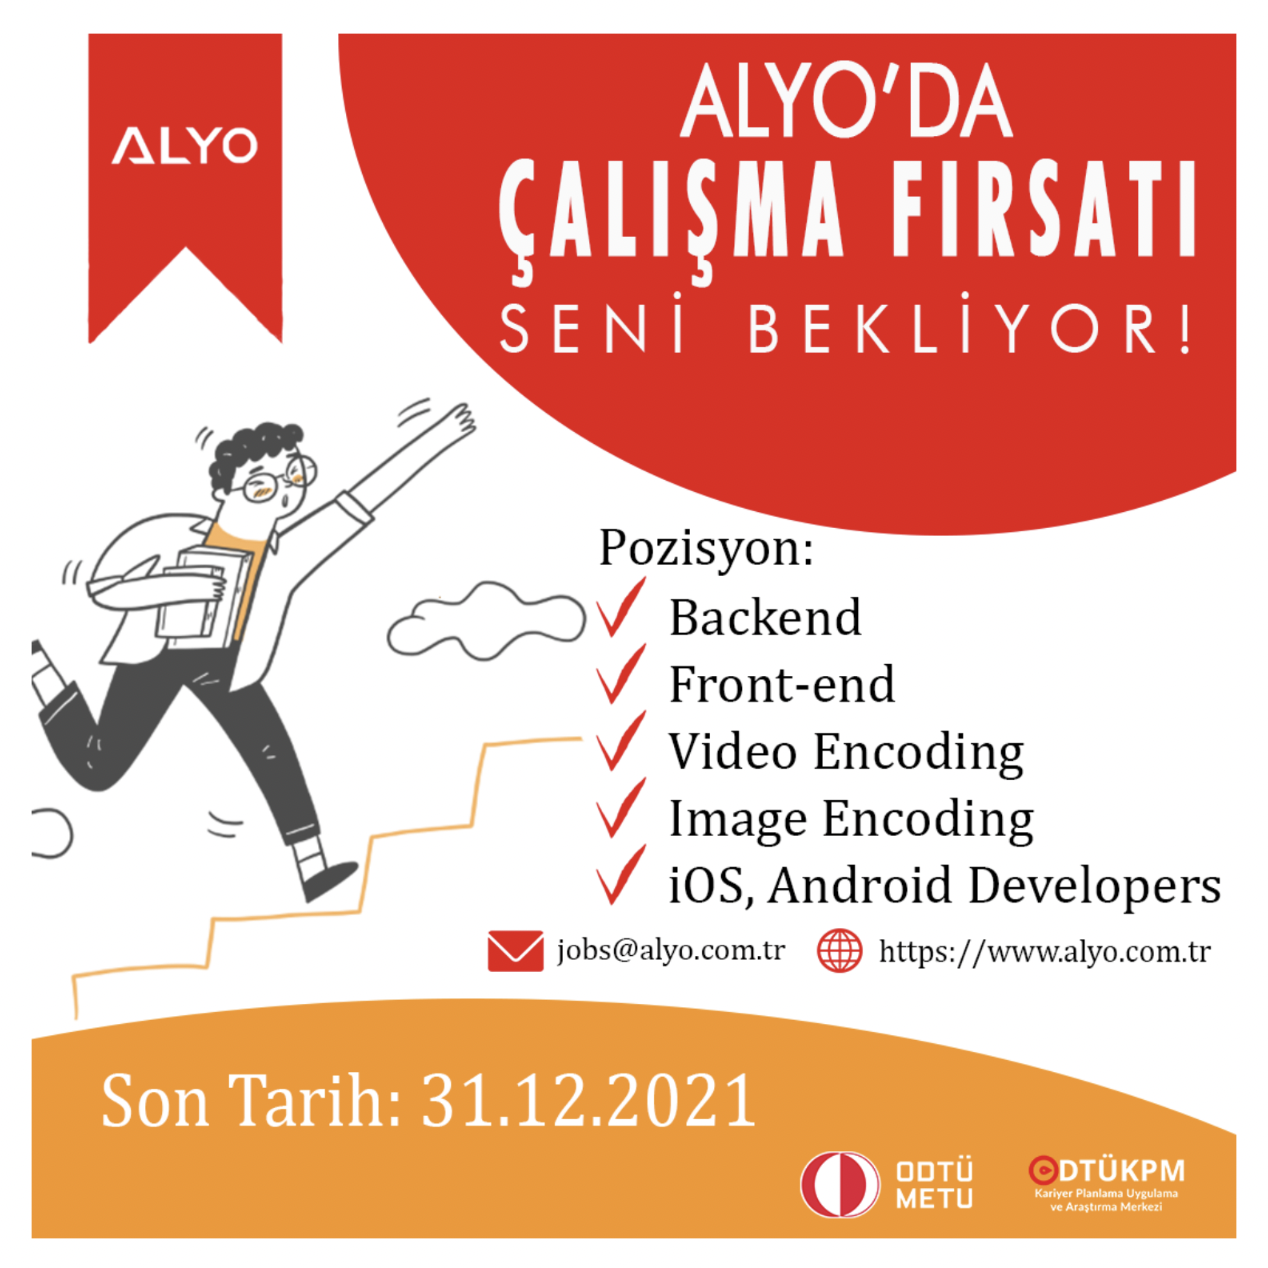 ALYO
ALYO'DA
ÇALIŞMA FIRSATI
SENİ BEKLİYOR!
Pozisyon:
Backend
Front-end
Video Encoding
Image Encoding
iOS, Android Developers
jobs@alyo.com.tr
https://www.alyo.com.tr
Son Tarih: 31.12.2021
ODTÜ
METU
ODTÜKPM
Kariyer Planlama Uygulama
ve Araştırma Merkezi